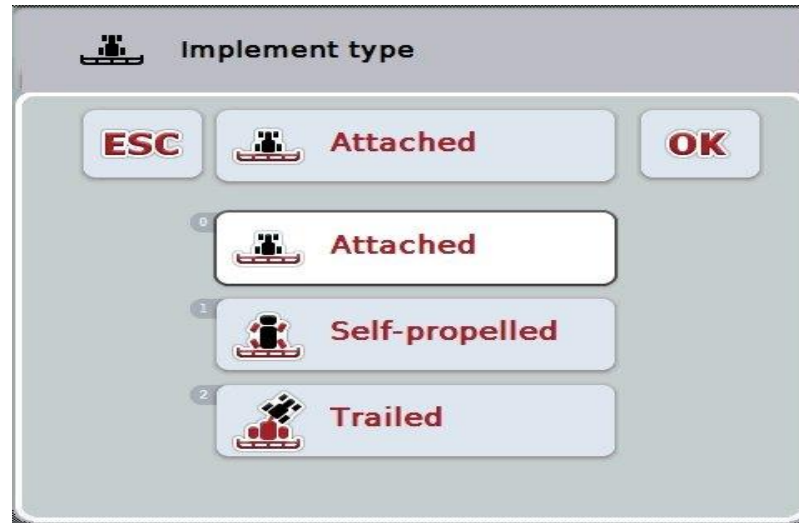 Implement type
ESC Attached OK
0
Attached
1
Self-propelled
2
Trailed